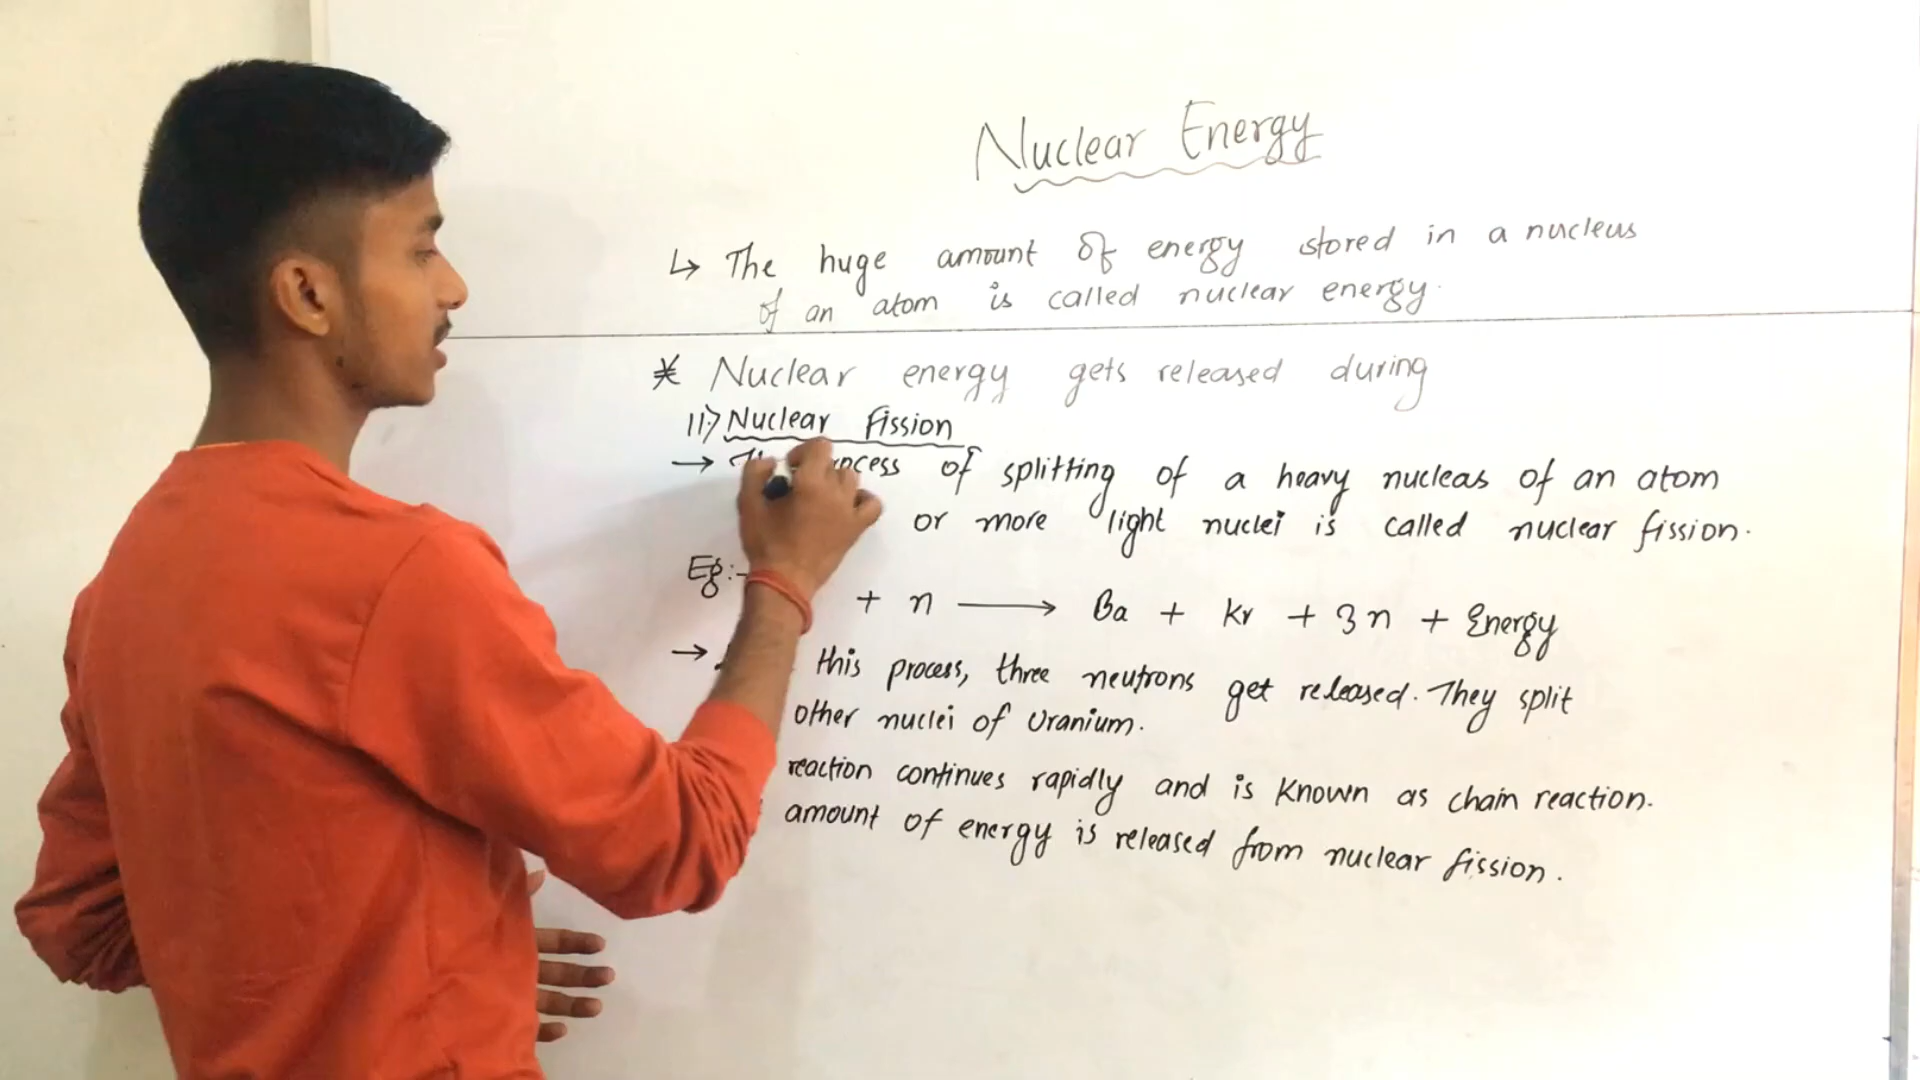 Nuclear Energy
↳ The huge amount of energy stored in a nucleus
of an atom is called nuclear energy.
* Nuclear energy gets released during
11⟩ Nuclear fission
→ of splitting of a heavy nucleas of an atom
or more light nuclei is called nuclear fission.
Eg:-
+ n ⟶ Ba + Kr + 3n + Energy
→ this process, three neutrons get released. They split
other nuclei of Uranium.
reaction continues rapidly and is known as chain reaction.
amount of energy is released from nuclear fission.